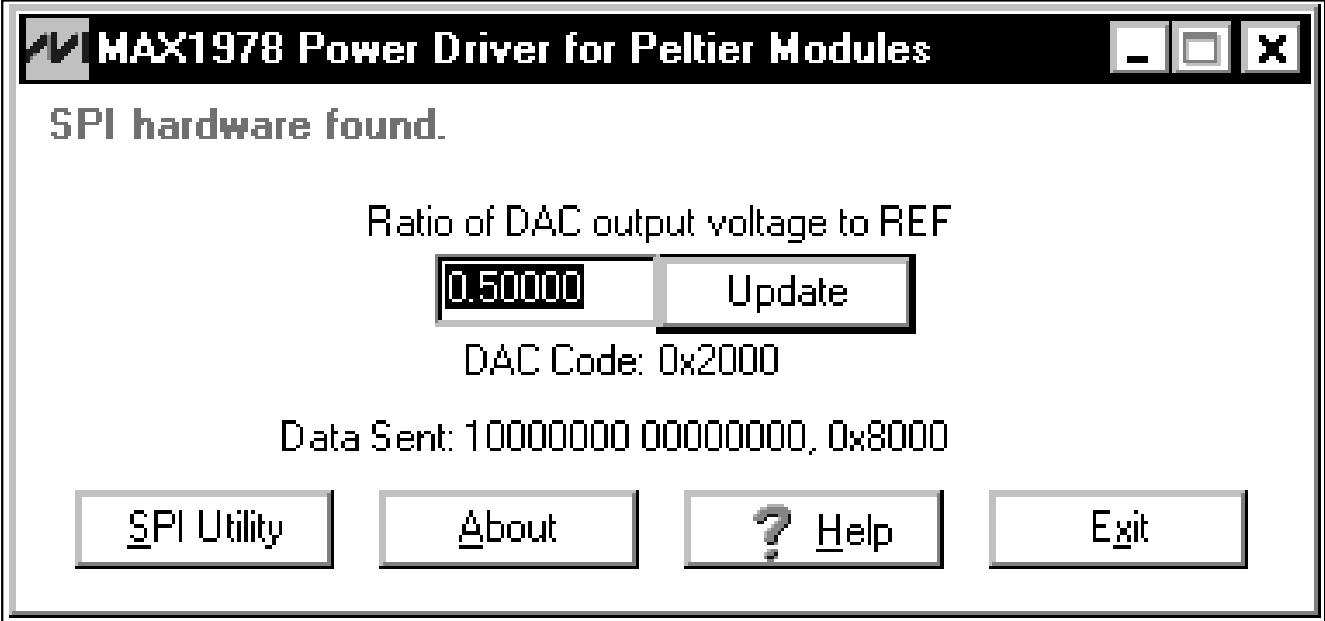 MAX1978 Power Driver for Peltier Modules
SPI hardware found.
Ratio of DAC output voltage to REF
0.50000 Update
DAC Code: 0x2000
Data Sent: 10000000 00000000, 0x8000
SPI Utility About ? Help Exit